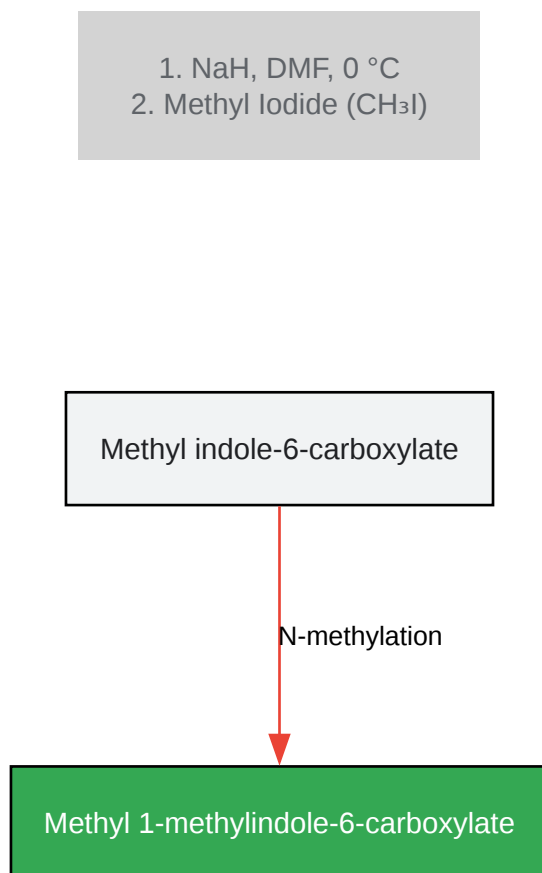 1. NaH, DMF, 0 °C
2. Methyl Iodide (CH₃I)
Methyl indole-6-carboxylate
N-methylation
Methyl 1-methylindole-6-carboxylate